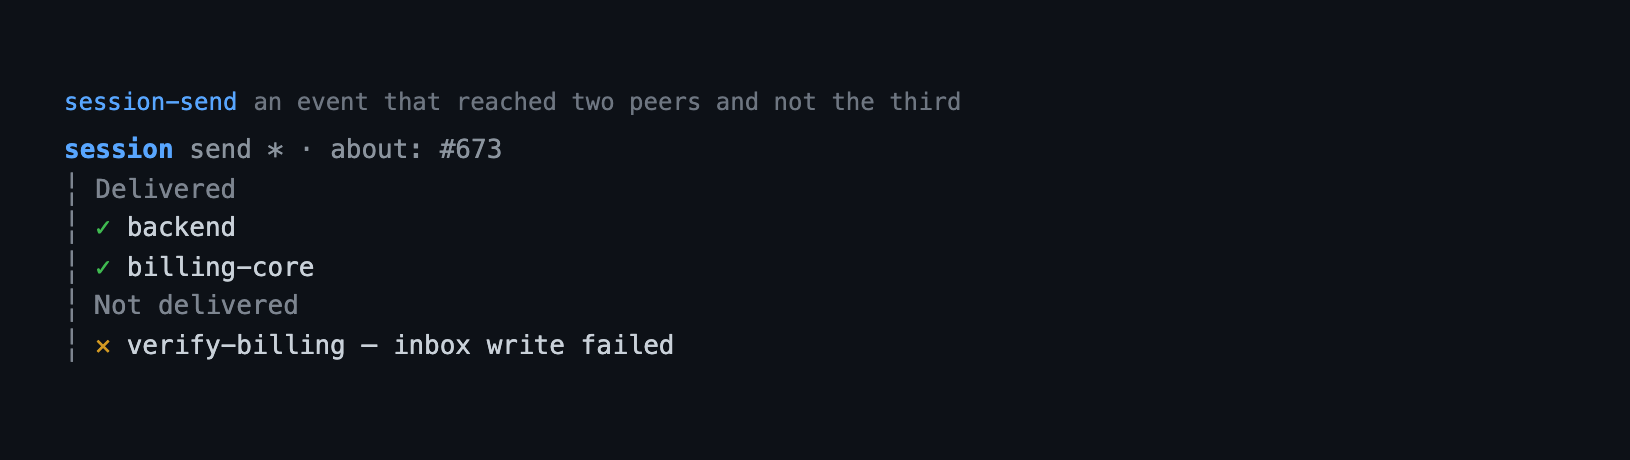 session-send an event that reached two peers and not the third
session send * · about: #673
¦ Delivered
¦ ✓ backend
¦ ✓ billing-core
¦ Not delivered
¦ ✕ verify-billing — inbox write failed